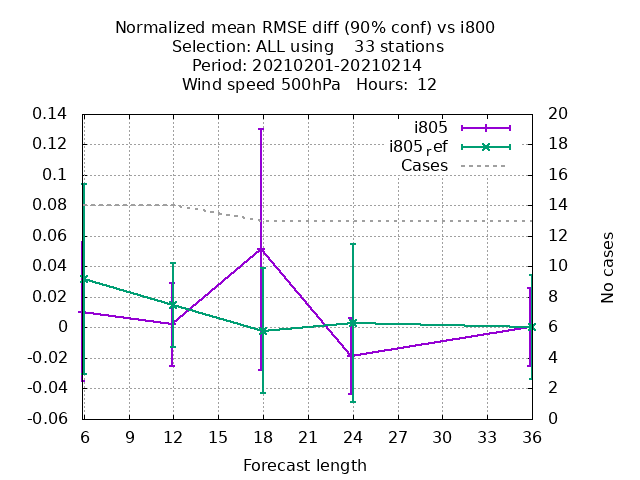 Normalized mean RMSE diff (90% conf) vs i800
Selection: ALL using    33 stations
Period: 20210201-20210214
Wind speed 500hPa   Hours:  12
0.14
0.12
0.1
0.08
0.06
0.04
0.02
0
-0.02
-0.04
-0.06
i805
i805ref
Cases
20
18
16
14
12
10
8
6
4
2
0
No cases
6 9 12 15 18 21 24 27 30 33 36
Forecast length